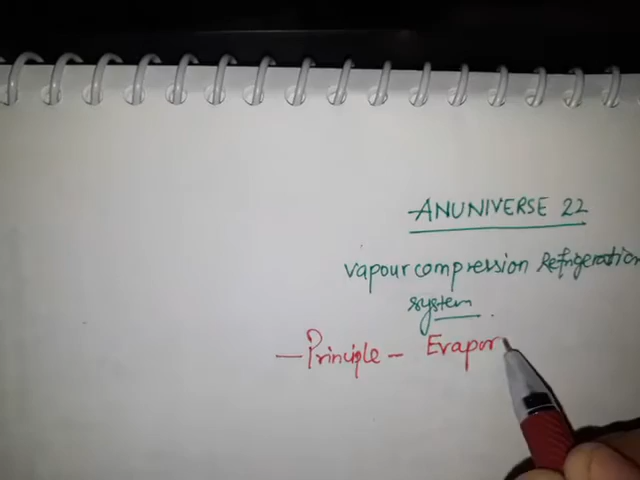 ANUNIVERSE 22
vapour compression Refrigeration
system.
- Principle - Evapor